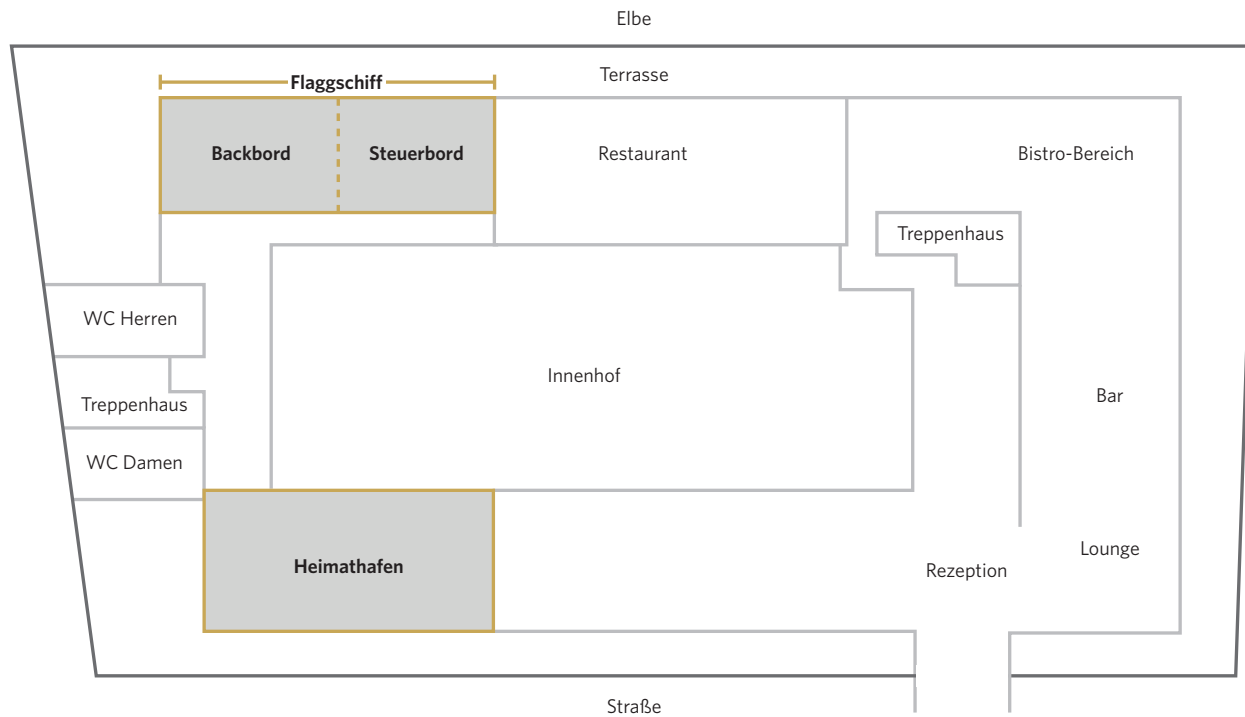 Elbe
Terrasse
Flaggschiff
Backbord
Steuerbord
Restaurant
Bistro-Bereich
Treppenhaus
WC Herren
Innenhof
Bar
Treppenhaus
WC Damen
Heimathafen
Lounge
Rezeption
Straße